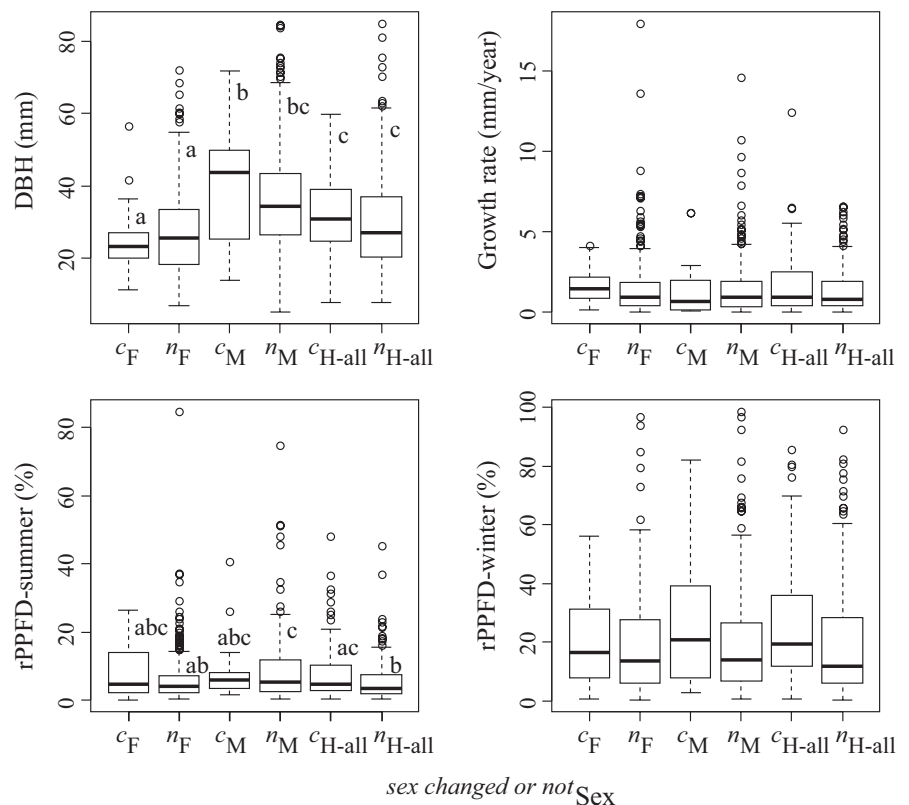 DBH (mm)
80
60
40
20
a
a
b
bc
c
c
cF nF cM nM cH-all nH-all
Growth rate (mm/year)
15
5
0
cF nF cM nM cH-all nH-all
rPPFD-summer (%)
80
60
40
20
0
abc
ab
abc
c
ac
b
cF nF cM nM cH-all nH-all
rPPFD-winter (%)
100
80
60
40
20
0
cF nF cM nM cH-all nH-all
sex changed or not Sex